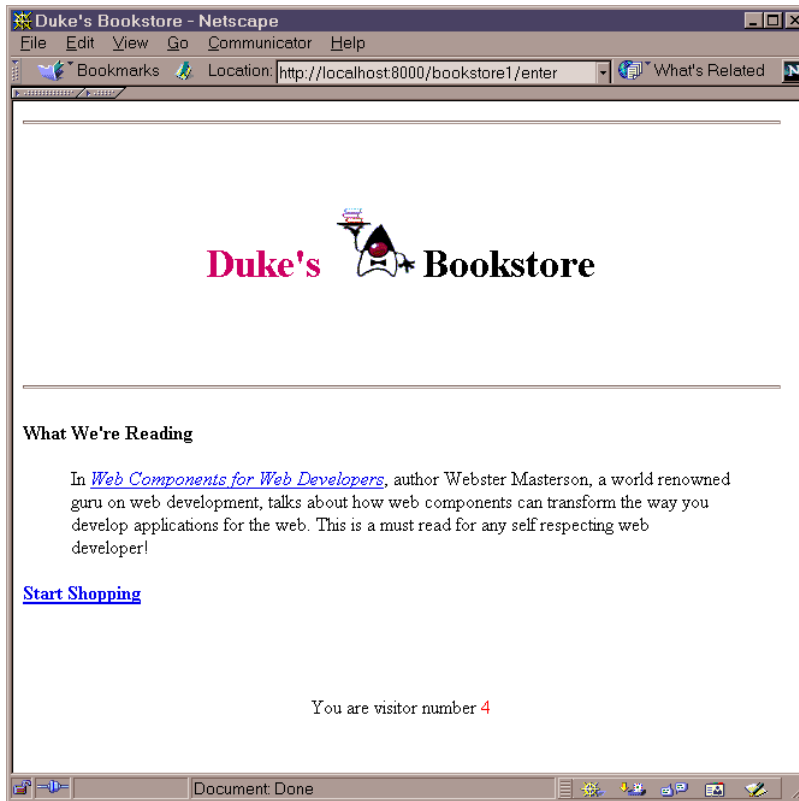 Duke's Bookstore - Netscape
File Edit View Go Communicator Help
Bookmarks Location: http://localhost:8000/bookstore1/enter What's Related N
Duke's Bookstore
What We're Reading
In Web Components for Web Developers, author Webster Masterson, a world renowned
guru on web development, talks about how web components can transform the way you
develop applications for the web. This is a must read for any self respecting web
developer!
Start Shopping
You are visitor number 4
Document: Done